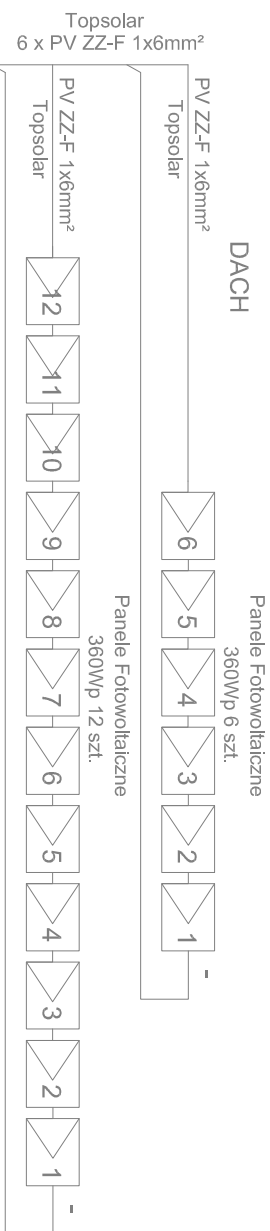 Topsolar
6 x PV ZZ-F 1x6mm²
DACH
PV ZZ-F 1x6mm²
Topsolar
Panele Fotowoltaiczne
360Wp 6 szt.
6
5
4
3
2
1
-
PV ZZ-F 1x6mm²
Topsolar
Panele Fotowoltaiczne
360Wp 12 szt.
12
11
10
9
8
7
6
5
4
3
2
1
-